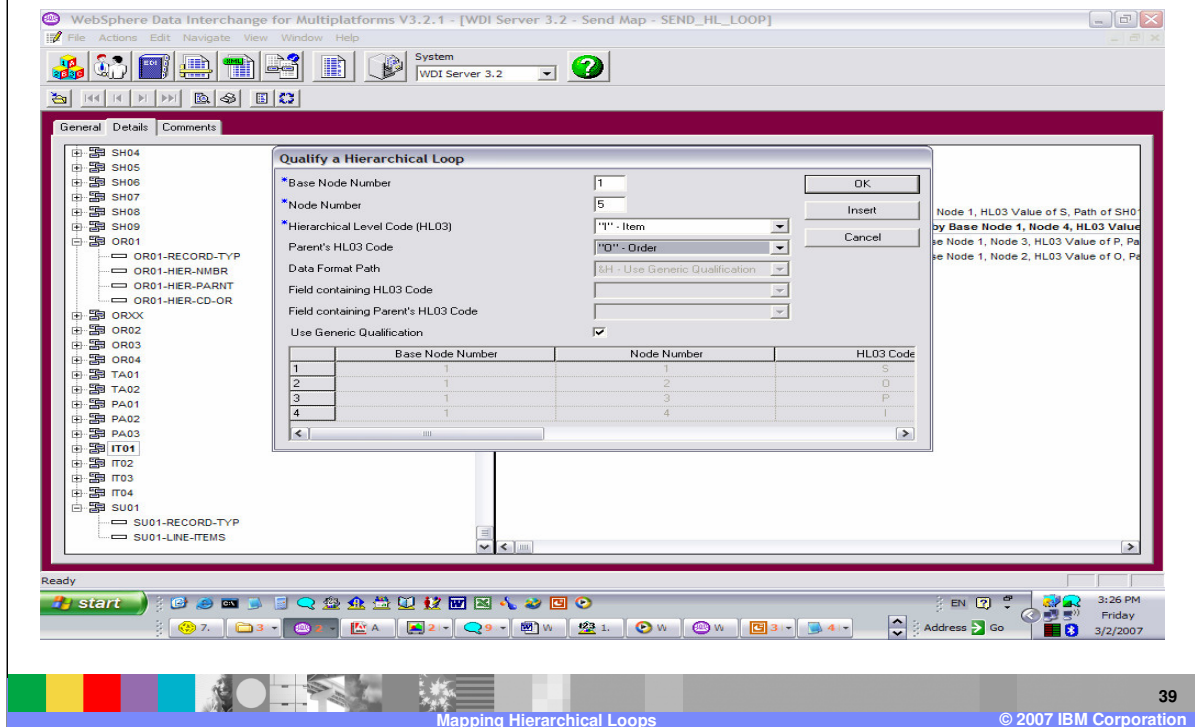 WebSphere Data Interchange for Multiplatforms V3.2.1 - [WDI Server 3.2 - Send Map - SEND_HL_LOOP]
File Actions Edit Navigate View Window Help
System
WDI Server 3.2
General Details Comments
SH04
SH05
SH06
SH07
SH08
SH09
OR01
OR01-RECORD-TYP
OR01-HIER-NMBR
OR01-HIER-PARNT
OR01-HIER-CD-OR
ORXX
OR02
OR03
OR04
TA01
TA02
PA01
PA02
PA03
IT01
IT02
IT03
IT04
SU01
SU01-RECORD-TYP
SU01-LINE-ITEMS
Qualify a Hierarchical Loop
*Base Node Number 1
*Node Number 5
*Hierarchical Level Code (HL03) "I" - Item
Parent's HL03 Code "O" - Order
Data Format Path &H - Use Generic Qualification
Field containing HL03 Code
Field containing Parent's HL03 Code
Use Generic Qualification
OK
Insert
Cancel
Base Node Number Node Number HL03 Code
1 1 1 S
2 1 2 O
3 1 3 P
4 1 4 I
Node 1, HL03 Value of S, Path of SH0
by Base Node 1, Node 4, HL03 Value
se Node 1, Node 3, HL03 Value of P, Pa
se Node 1, Node 2, HL03 Value of O, Pa
Ready
start
EN
3:26 PM
Friday
3/2/2007
7. 3 2 A 2 9 W 1. W W 3 4
Address Go
39
Mapping Hierarchical Loops
© 2007 IBM Corporation